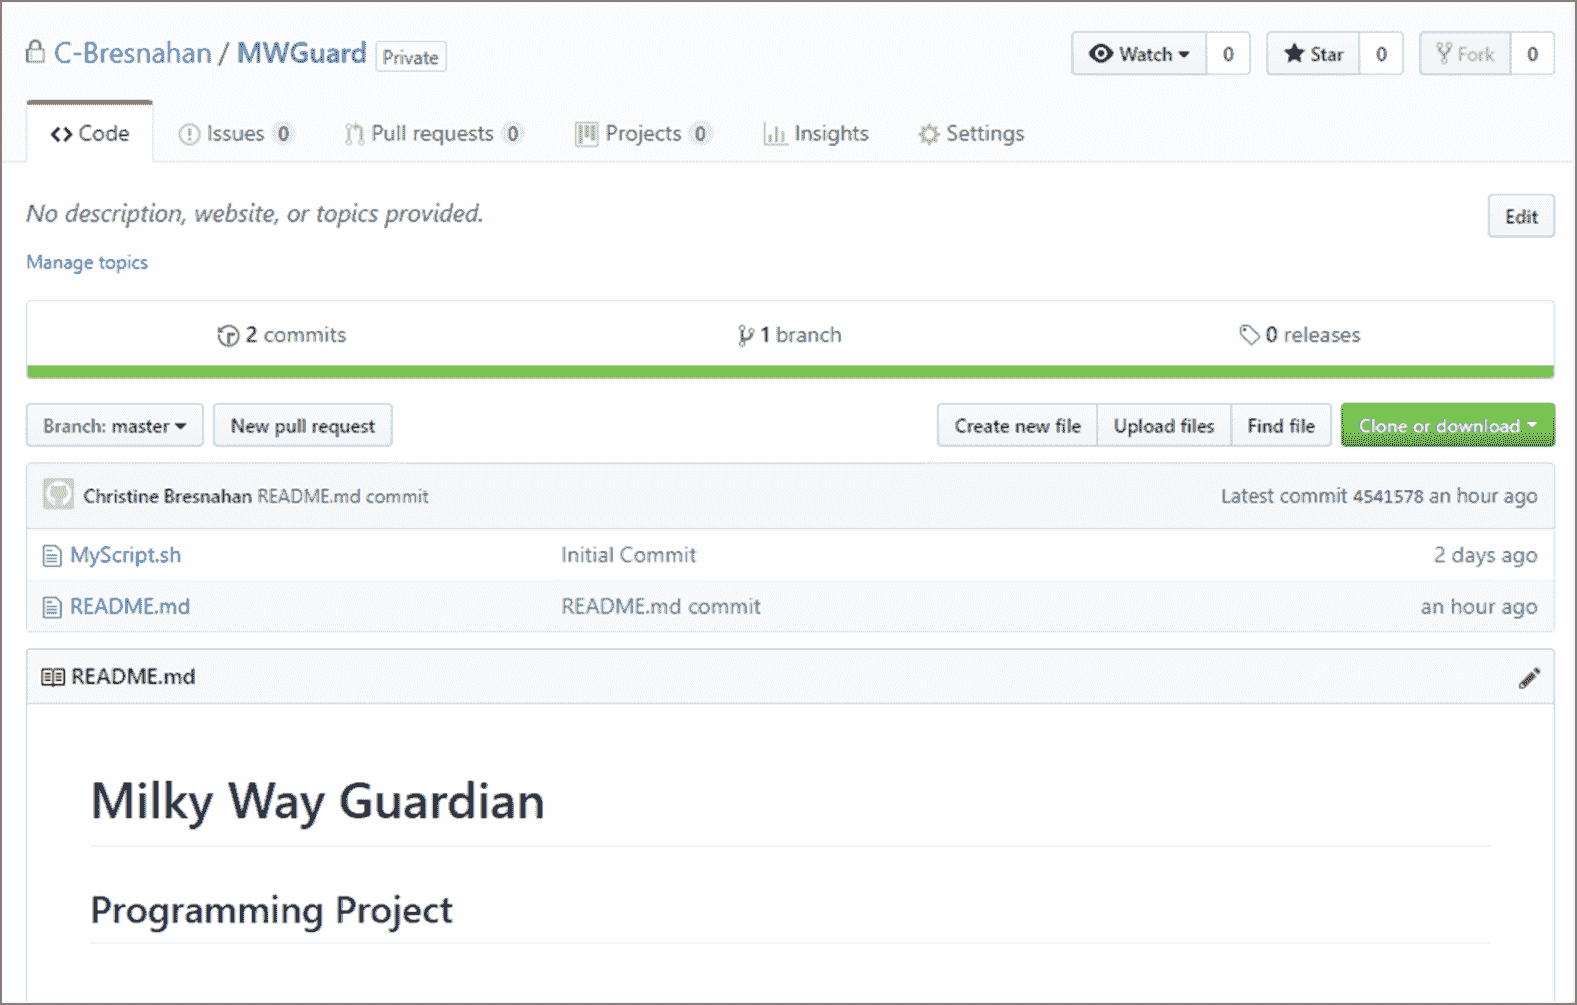 C-Bresnahan / MWGuard Private Watch 0 Star 0 Fork 0
Code Issues 0 Pull requests 0 Projects 0 Insights Settings
No description, website, or topics provided. Edit
Manage topics
2 commits 1 branch 0 releases
Branch: master New pull request Create new file Upload files Find file Clone or download
Christine Bresnahan README.md commit Latest commit 4541578 an hour ago
MyScript.sh Initial Commit 2 days ago
README.md README.md commit an hour ago
README.md
Milky Way Guardian
Programming Project